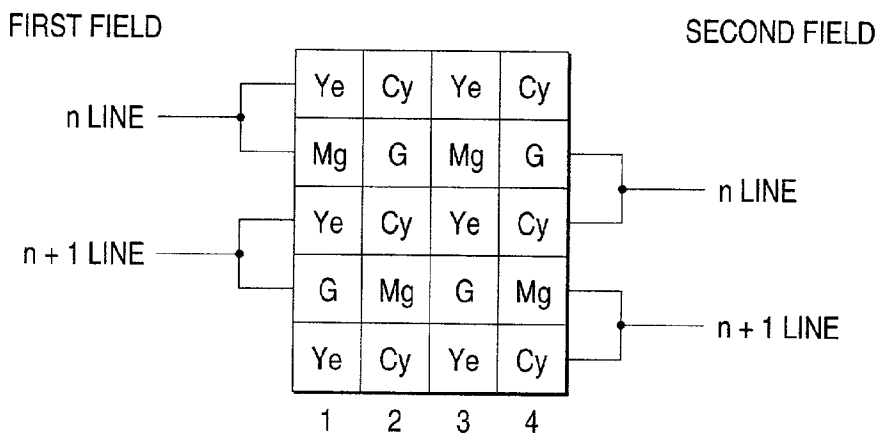 FIRST FIELD
SECOND FIELD
Ye Cy Ye Cy
n LINE
Mg G Mg G
n LINE
Ye Cy Ye Cy
n + 1 LINE
G Mg G Mg
n + 1 LINE
Ye Cy Ye Cy
1 2 3 4